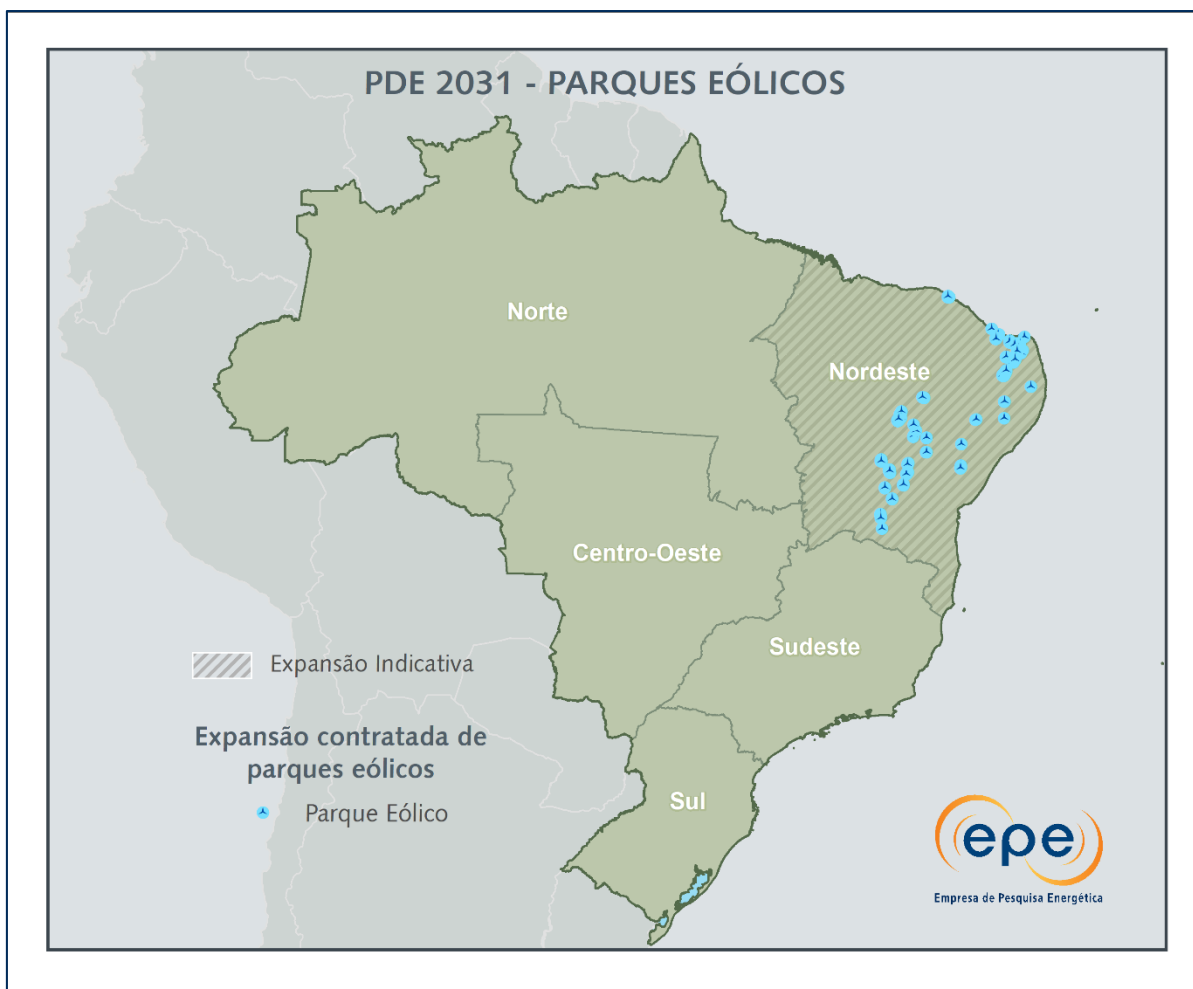 PDE 2031 - PARQUES EÓLICOS
Norte
Nordeste
Centro-Oeste
Sudeste
Expansão Indicativa
Expansão contratada de
parques eólicos
Parque Eólico
Sul
epe
Empresa de Pesquisa Energética